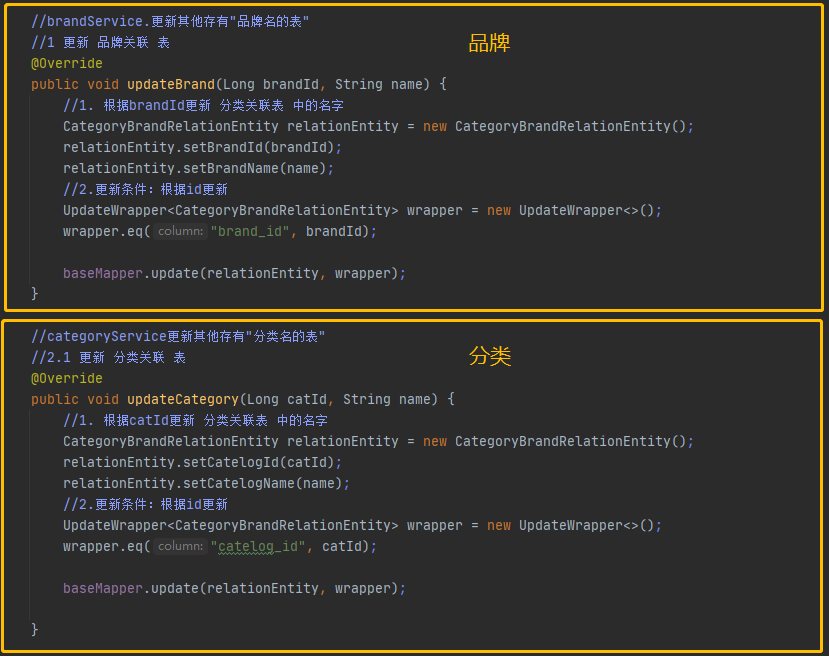 //brandService.更新其他存有"品牌名的表"
品牌
//1 更新 品牌关联 表
@Override
public void updateBrand(Long brandId, String name) {
//1. 根据brandId更新 分类关联表 中的名字
CategoryBrandRelationEntity relationEntity = new CategoryBrandRelationEntity();
relationEntity.setBrandId(brandId);
relationEntity.setBrandName(name);
//2.更新条件: 根据id更新
UpdateWrapper<CategoryBrandRelationEntity> wrapper = new UpdateWrapper<>();
wrapper.eq( column: "brand_id", brandId);
baseMapper.update(relationEntity, wrapper);
}
//categoryService更新其他存有"分类名的表"
分类
//2.1 更新 分类关联 表
@Override
public void updateCategory(Long catId, String name) {
//1. 根据catId更新 分类关联表 中的名字
CategoryBrandRelationEntity relationEntity = new CategoryBrandRelationEntity();
relationEntity.setCatelogId(catId);
relationEntity.setCatelogName(name);
//2.更新条件: 根据id更新
UpdateWrapper<CategoryBrandRelationEntity> wrapper = new UpdateWrapper<>();
wrapper.eq( column: "catelog_id", catId);
baseMapper.update(relationEntity, wrapper);
}